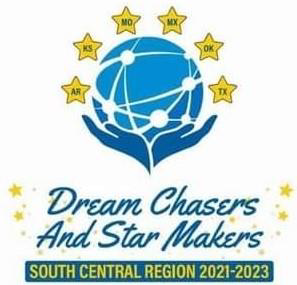 MO MX
KS OK
AR TX
Dream Chasers
And Star Makers
SOUTH CENTRAL REGION 2021-2023